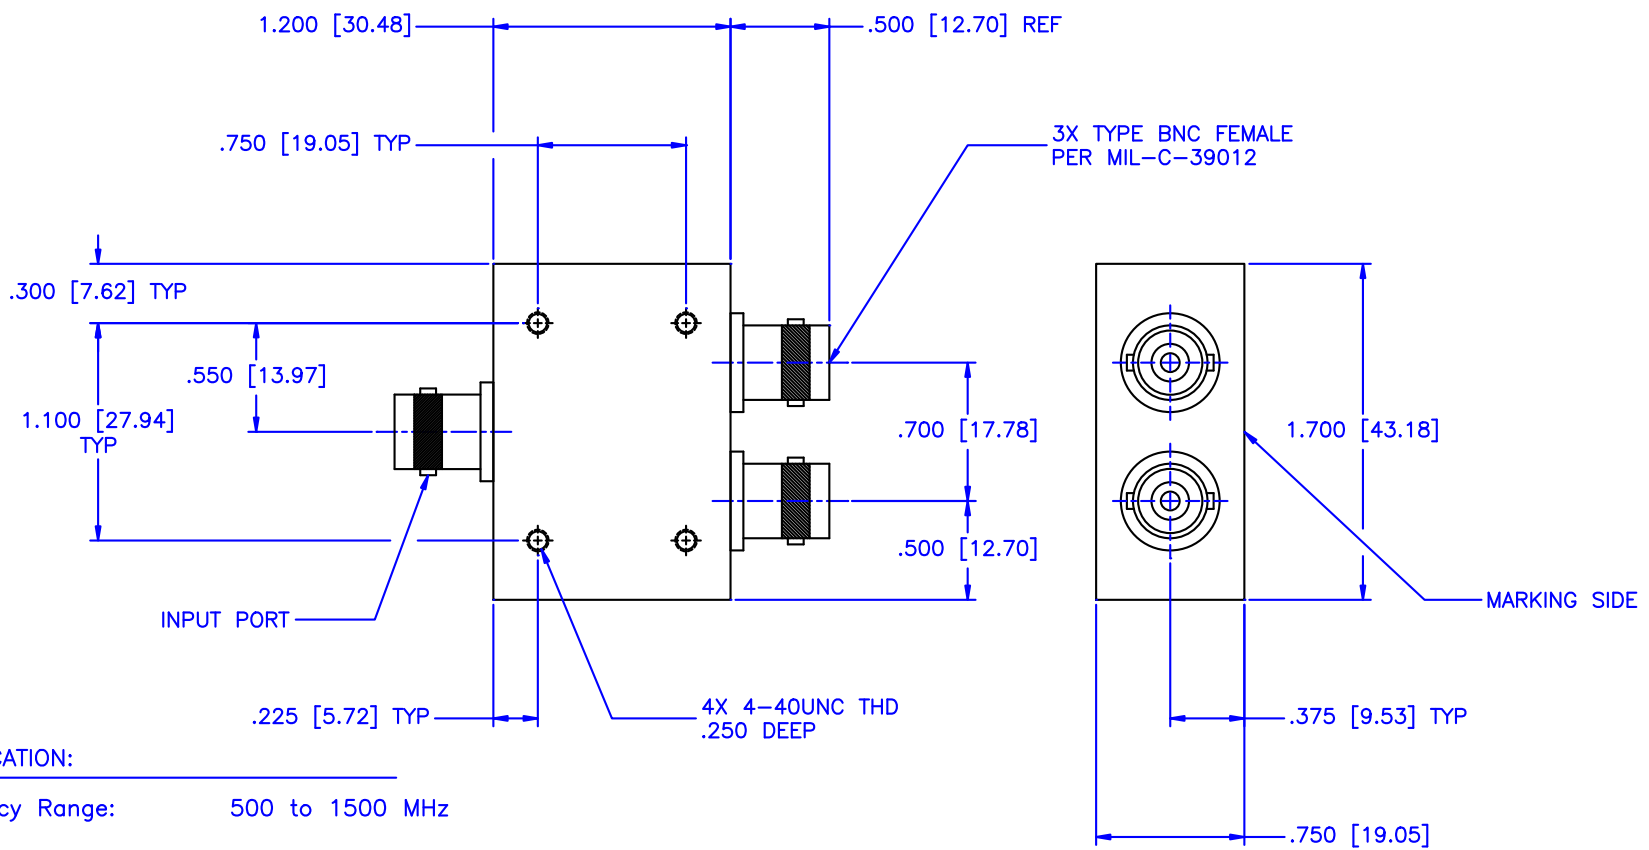 1.200 [30.48]
.500 [12.70] REF
.750 [19.05] TYP
3X TYPE BNC FEMALE
PER MIL-C-39012
.300 [7.62] TYP
.550 [13.97]
1.100 [27.94]
TYP
.700 [17.78]
1.700 [43.18]
.500 [12.70]
INPUT PORT
MARKING SIDE
.225 [5.72] TYP
4X 4-40UNC THD
.250 DEEP
.375 [9.53] TYP
CATION:
cy Range: 500 to 1500 MHz
.750 [19.05]